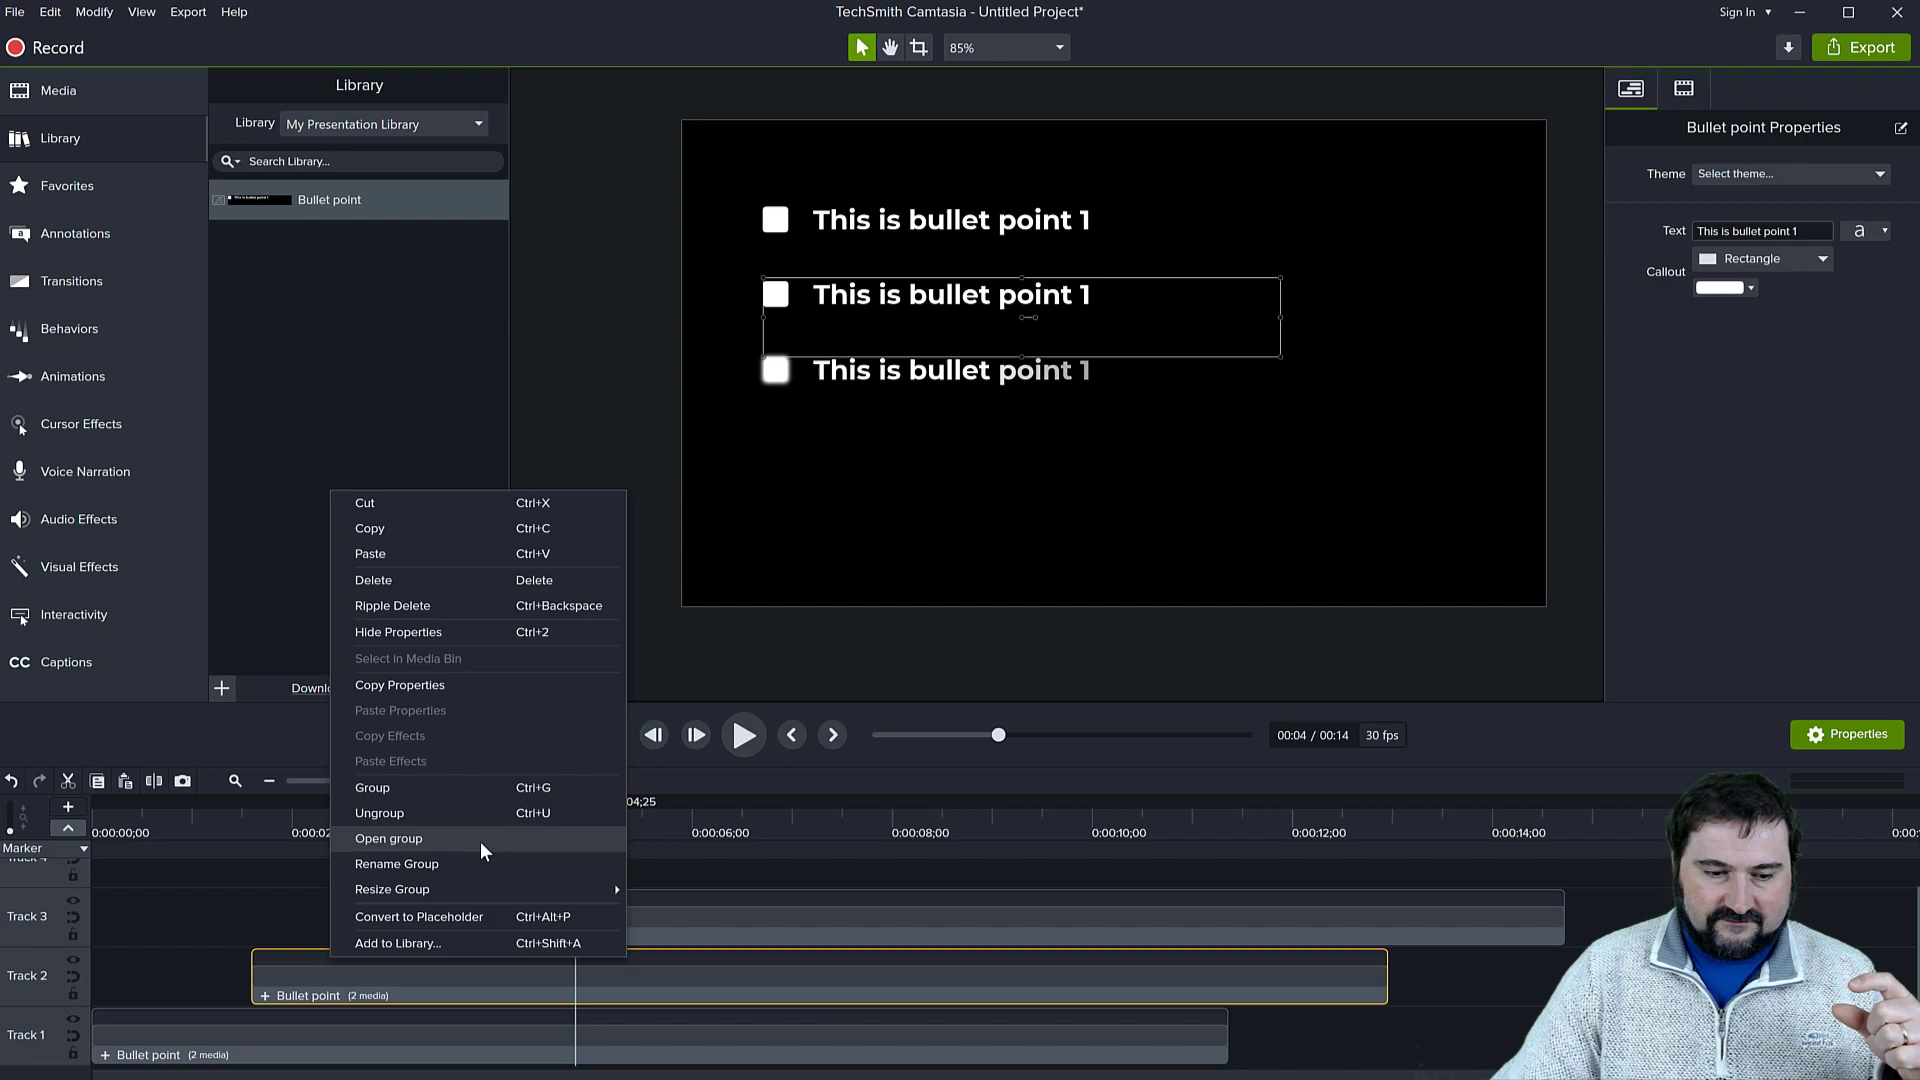 File Edit Modify View Export Help
TechSmith Camtasia - Untitled Project*
Sign In
Record
85%
Export
Media
Library
Favorites
Annotations
Transitions
Behaviors
Animations
Cursor Effects
Voice Narration
Audio Effects
Visual Effects
Interactivity
CC Captions
Library
Library My Presentation Library
Search Library...
Bullet point
Downlo
This is bullet point 1
This is bullet point 1
This is bullet point 1
Bullet point Properties
Theme Select theme...
Text This is bullet point 1 a
Callout Rectangle
Cut Ctrl+X
Copy Ctrl+C
Paste Ctrl+V
Delete Delete
Ripple Delete Ctrl+Backspace
Hide Properties Ctrl+2
Select in Media Bin
Copy Properties
Paste Properties
Copy Effects
Paste Effects
Group Ctrl+G
Ungroup Ctrl+U
Open group
Rename Group
Resize Group
Convert to Placeholder Ctrl+Alt+P
Add to Library... Ctrl+Shift+A
00:04 / 00:14 30 fps
Properties
04;25
0:00:00;00 0:00:02 0:00:06;00 0:00:08;00 0:00:10;00 0:00:12;00 0:00:14;00
Marker
Track 3
Track 2
Bullet point (2 media)
Track 1
Bullet point (2 media)